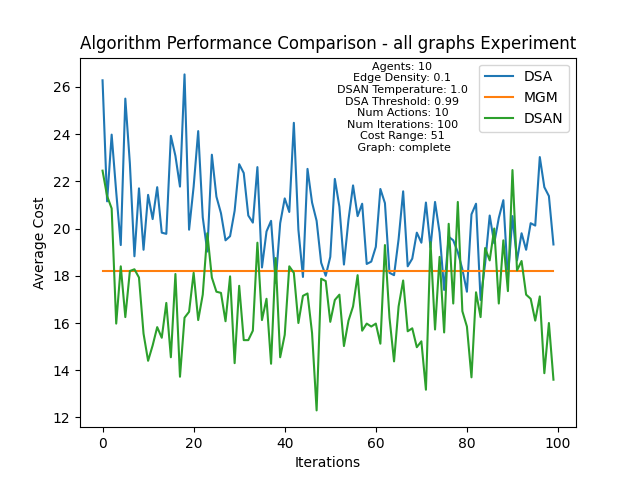 Algorithm Performance Comparison - all graphs Experiment
Agents: 10
Edge Density: 0.1
DSAN Temperature: 1.0
DSA Threshold: 0.99
Num Actions: 10
Num Iterations: 100
Cost Range: 51
Graph: complete
DSA
MGM
DSAN
Average Cost
26
24
22
20
18
16
14
12
0
20
40
60
80
100
Iterations